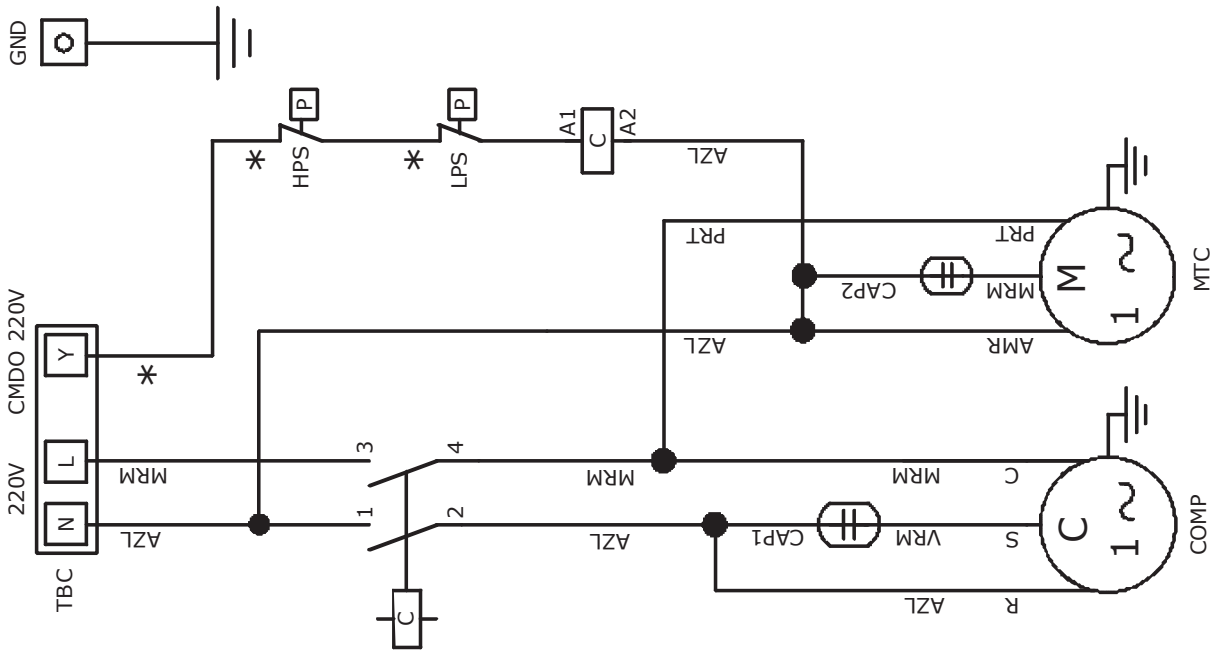 GND
TBC
220V
CMDO 220V
N
L
Y
AZL
MRM
*
*
HPS
P
*
LPS
P
A1
C
A2
AZL
1
3
2
4
C
AZL
MRM
AZL
PRT
CAP1
VRM
S
AZL
R
MRM
C
C
1
COMP
CAP2
MRM
AMR
PRT
M
1
MTC